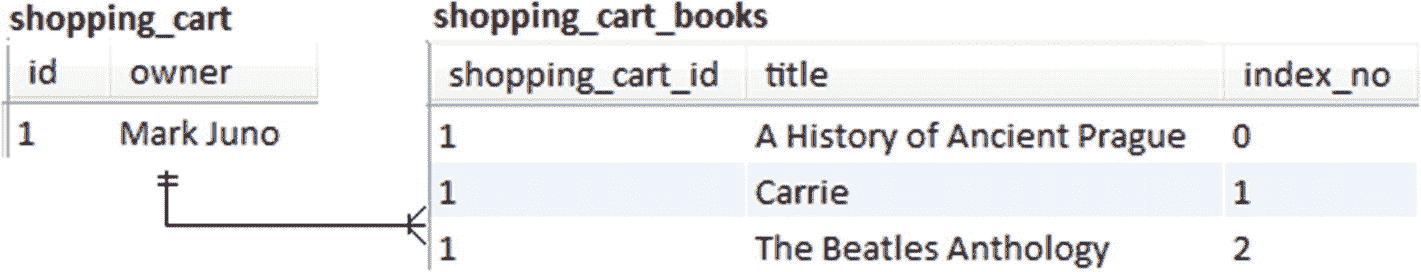 shopping_cart
id owner
1 Mark Juno
shopping_cart_books
shopping_cart_id title index_no
1 A History of Ancient Prague 0
1 Carrie 1
1 The Beatles Anthology 2